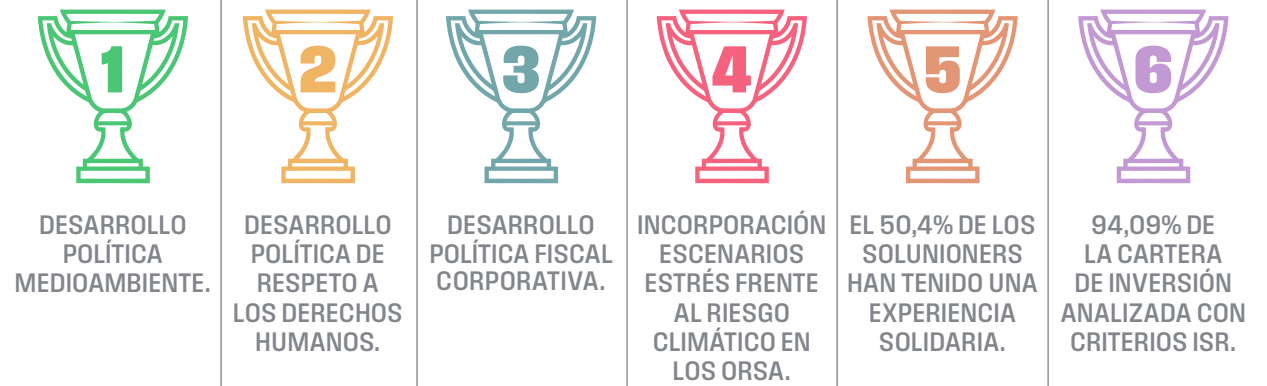 1
DESARROLLO
POLÍTICA
MEDIOAMBIENTE.
2
DESARROLLO
POLÍTICA DE
RESPETO A
LOS DERECHOS
HUMANOS.
3
DESARROLLO
POLÍTICA FISCAL
CORPORATIVA.
4
INCORPORACIÓN
ESCENARIOS
ESTRÉS FRENTE
AL RIESGO
CLIMÁTICO EN
LOS ORSA.
5
EL 50,4% DE LOS
SOLUNIONERS
HAN TENIDO UNA
EXPERIENCIA
SOLIDARIA.
6
94,09% DE
LA CARTERA
DE INVERSIÓN
ANALIZADA CON
CRITERIOS ISR.